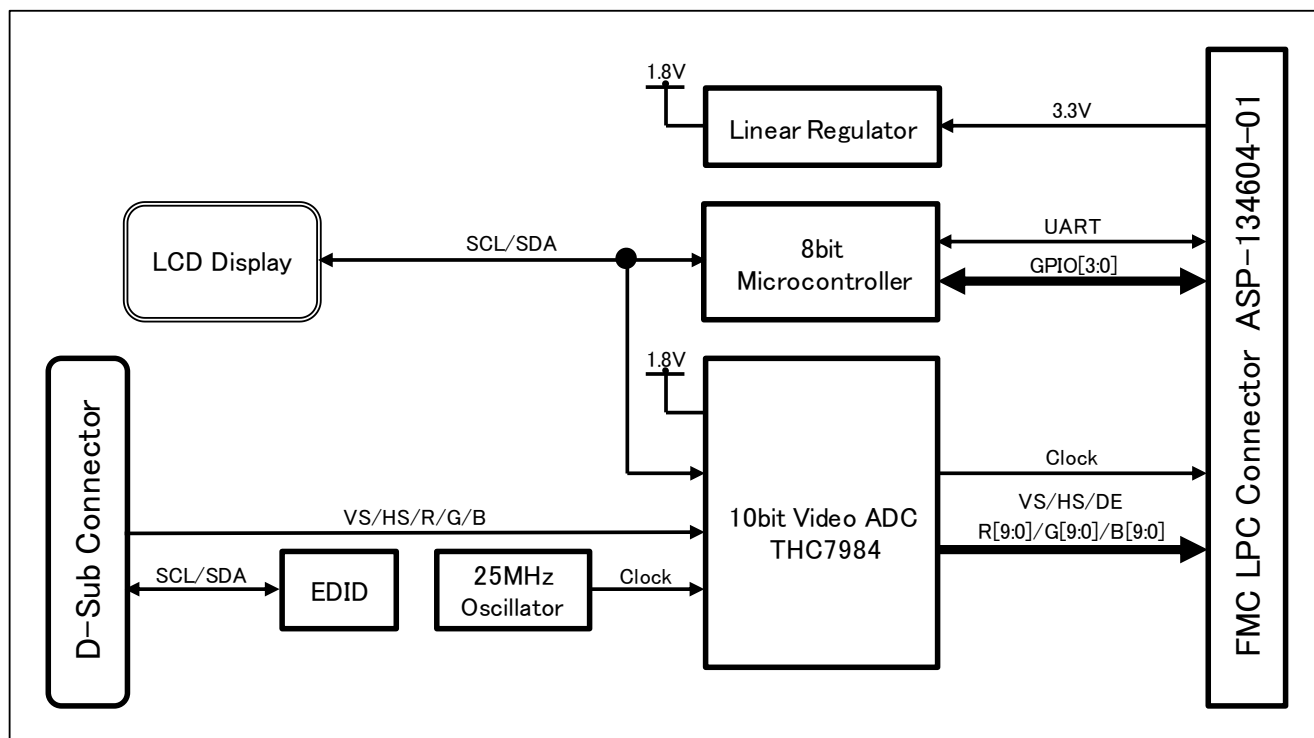 1.8V
Linear Regulator
3.3V
LCD Display
SCL/SDA
8bit
Microcontroller
UART
GPIO[3:0]
1.8V
10bit Video ADC
THC7984
Clock
VS/HS/DE
R[9:0]/G[9:0]/B[9:0]
D-Sub Connector
VS/HS/R/G/B
SCL/SDA
EDID
25MHz
Oscillator
Clock
FMC LPC Connector ASP-134604-01